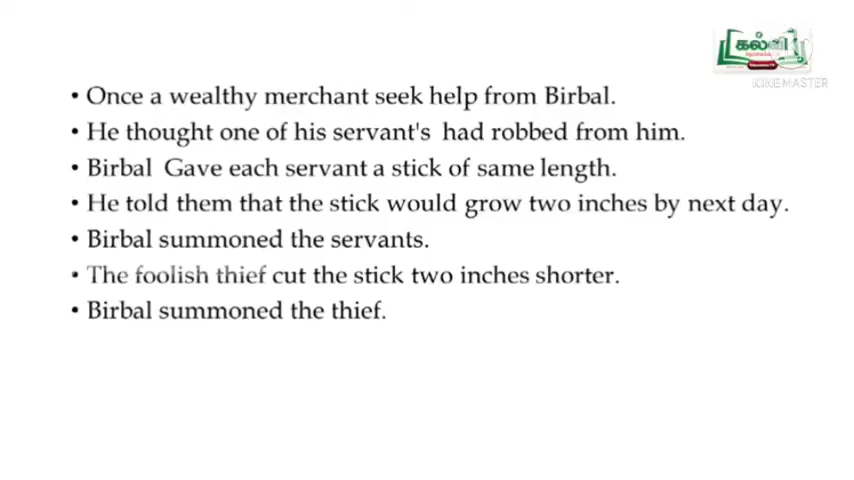 கல்வி
KINEMASTER
• Once a wealthy merchant seek help from Birbal.
• He thought one of his servant's had robbed from him.
• Birbal Gave each servant a stick of same length.
• He told them that the stick would grow two inches by next day.
• Birbal summoned the servants.
• The foolish thief cut the stick two inches shorter.
• Birbal summoned the thief.